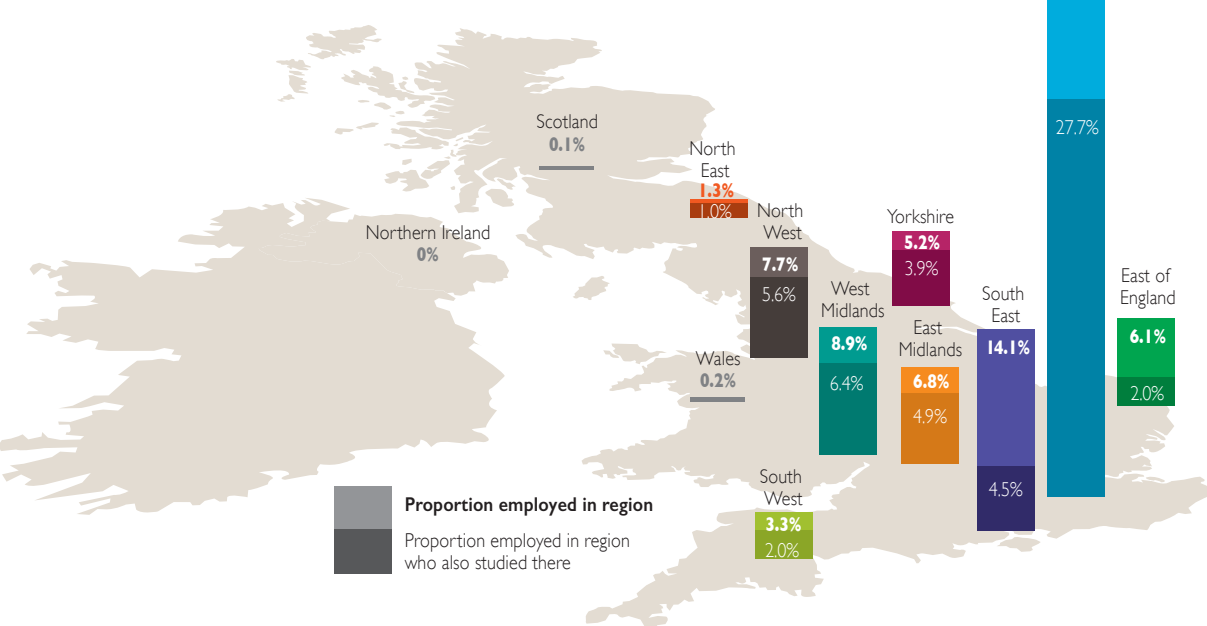 Scotland
0.1%
North
East
1.3%
1.0%
Northern Ireland
0%
North
West
7.7%
5.6%
Yorkshire
5.2%
3.9%
27.7%
West
Midlands
8.9%
6.4%
East
Midlands
6.8%
4.9%
South
East
14.1%
4.5%
East of
England
6.1%
2.0%
Wales
0.2%
South
West
3.3%
2.0%
Proportion employed in region
Proportion employed in region
who also studied there